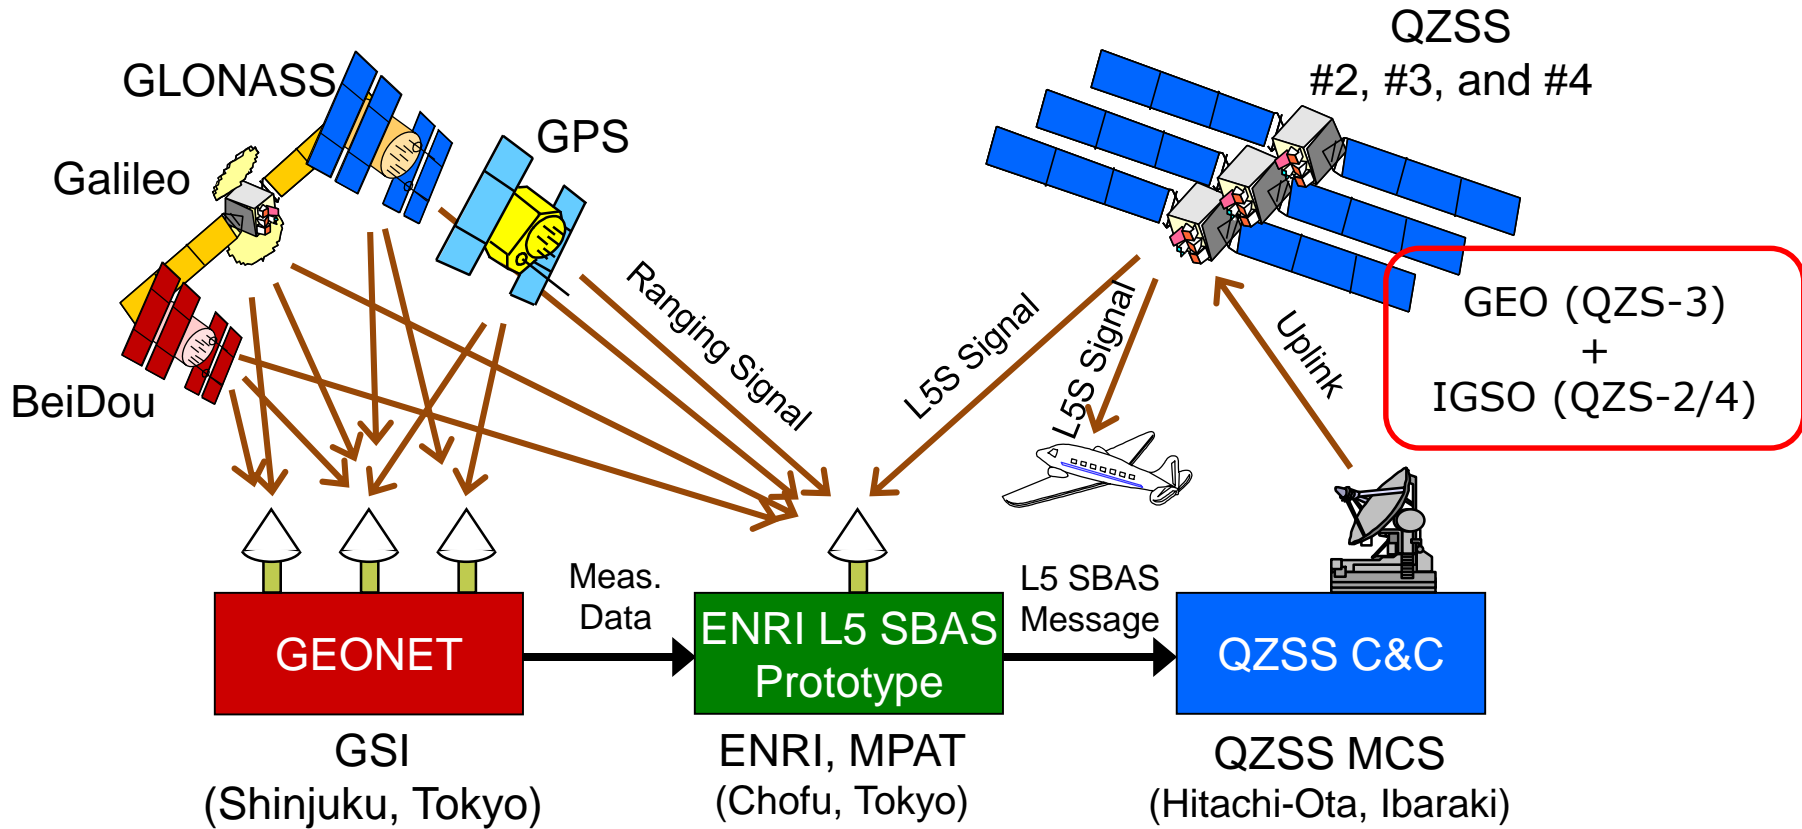 QZSS
#2, #3, and #4
GLONASS
GPS
Galileo
BeiDou
Ranging Signal
L5S Signal
L5S Signal
Uplink
GEO (QZS-3)
+
IGSO (QZS-2/4)
Meas.
Data
L5 SBAS
Message
GEONET
ENRI L5 SBAS
Prototype
QZSS C&C
GSI
(Shinjuku, Tokyo)
ENRI, MPAT
(Chofu, Tokyo)
QZSS MCS
(Hitachi-Ota, Ibaraki)